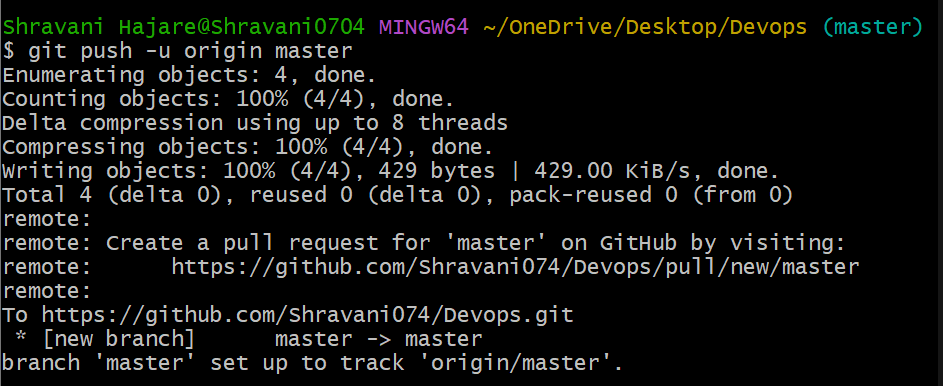 Shravani Hajare@Shravani0704 MINGW64 ~/OneDrive/Desktop/Devops (master)
$ git push -u origin master
Enumerating objects: 4, done.
Counting objects: 100% (4/4), done.
Delta compression using up to 8 threads
Compressing objects: 100% (4/4), done.
Writing objects: 100% (4/4), 429 bytes | 429.00 KiB/s, done.
Total 4 (delta 0), reused 0 (delta 0), pack-reused 0 (from 0)
remote:
remote: Create a pull request for 'master' on GitHub by visiting:
remote:      https://github.com/Shravani074/Devops/pull/new/master
remote:
To https://github.com/Shravani074/Devops.git
 * [new branch]      master -> master
branch 'master' set up to track 'origin/master'.